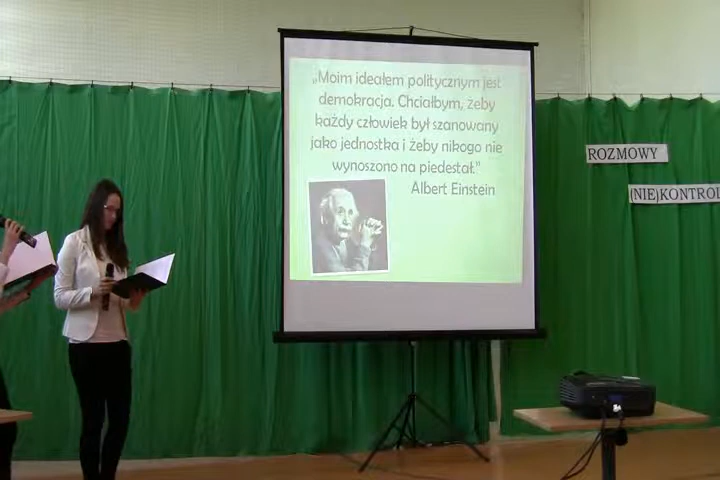 „Moim ideałem politycznym jest
demokracja. Chciałbym, żeby
każdy człowiek był szanowany
jako jednostka i żeby nikogo nie
wynoszono na piedestał.”
Albert Einstein
ROZMOWY
(NIE)KONTROL